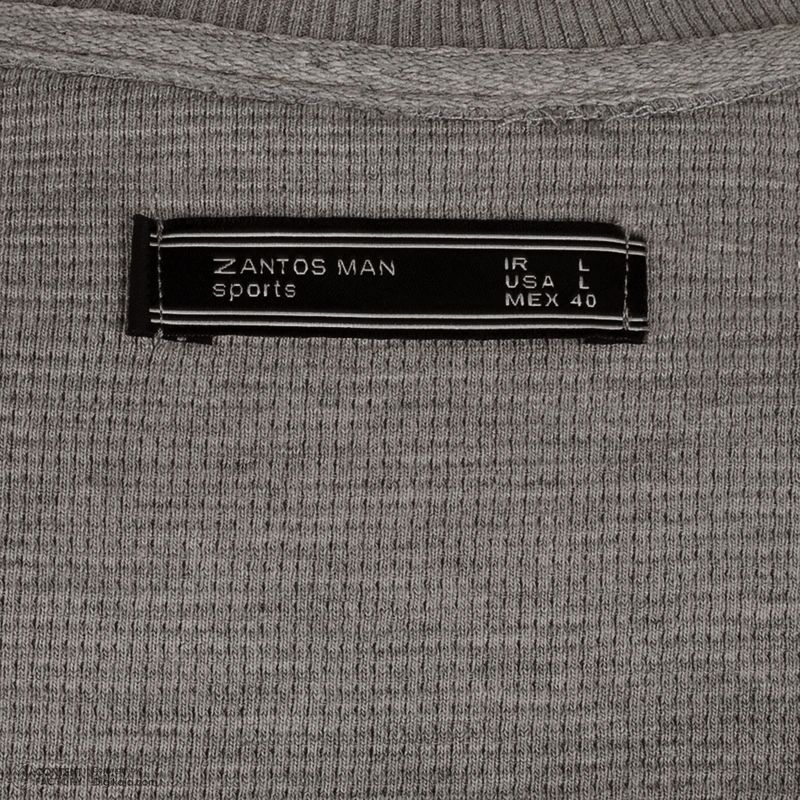 ZANTOS MAN
sports
IR L
USA L
MEX 40